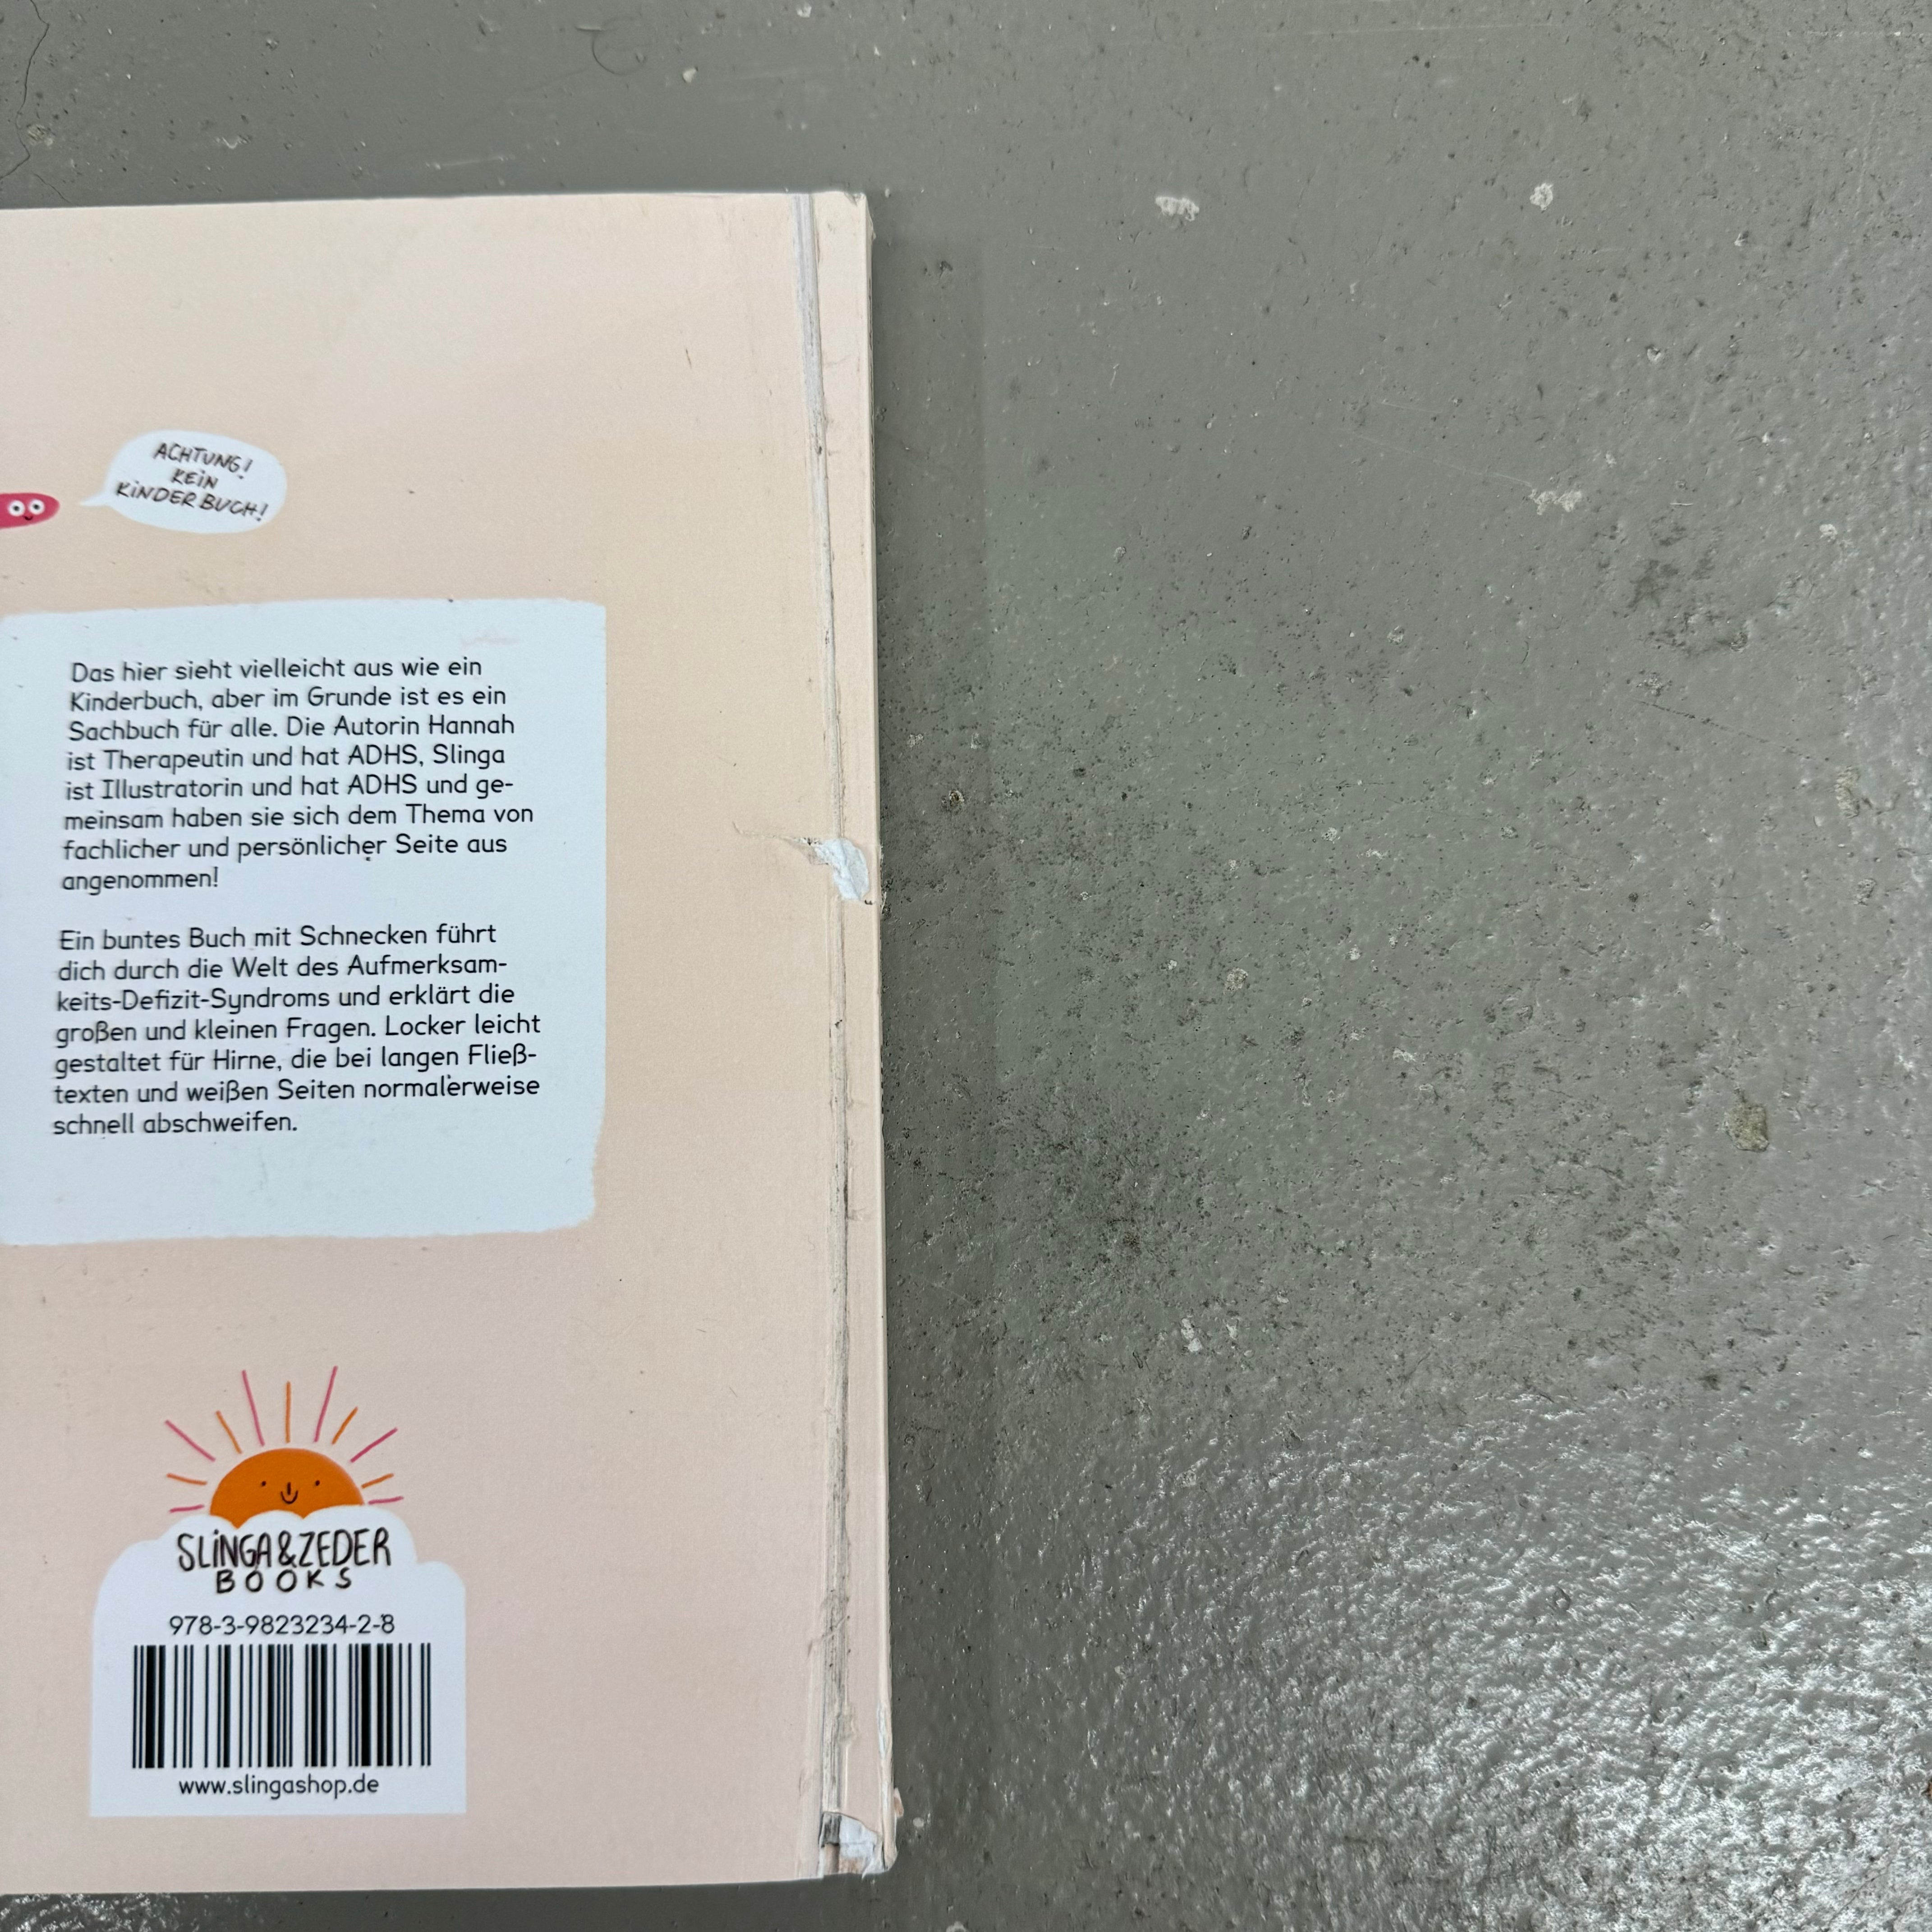 ACHTUNG!
KEIN
KINDERBUCH!
Das hier sieht vielleicht aus wie ein
Kinderbuch, aber im Grunde ist es ein
Sachbuch für alle. Die Autorin Hannah
ist Therapeutin und hat ADHS, Slinga
ist Illustratorin und hat ADHS und ge-
meinsam haben sie sich dem Thema von
fachlicher und persönlicher Seite aus
angenommen!
Ein buntes Buch mit Schnecken führt
dich durch die Welt des Aufmerksam-
keits-Defizit-Syndroms und erklärt die
großen und kleinen Fragen. Locker leicht
gestaltet für Hirne, die bei langen Fließ-
texten und weißen Seiten normalerweise
schnell abschweifen.
SLINGA&ZEDER
BOOKS
978-3-9823234-2-8
www.slingashop.de